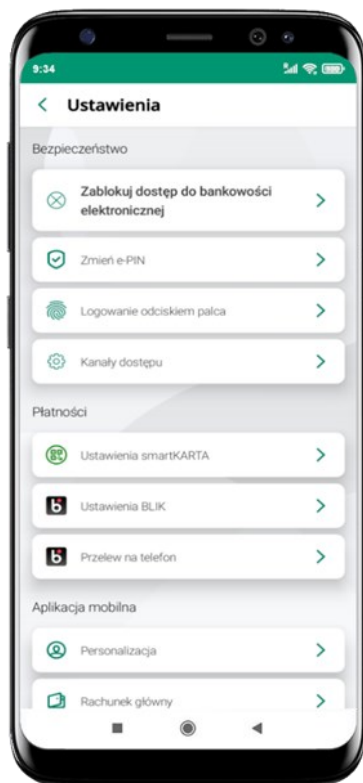 9:34
Ustawienia
Bezpieczeństwo
Zablokuj dostęp do bankowości
elektronicznej
Zmień e-PIN
Logowanie odciskiem palca
Kanały dostępu
Płatności
Ustawienia smartKARTA
Ustawienia BLIK
Przelew na telefon
Aplikacja mobilna
Personalizacja
Rachunek główny